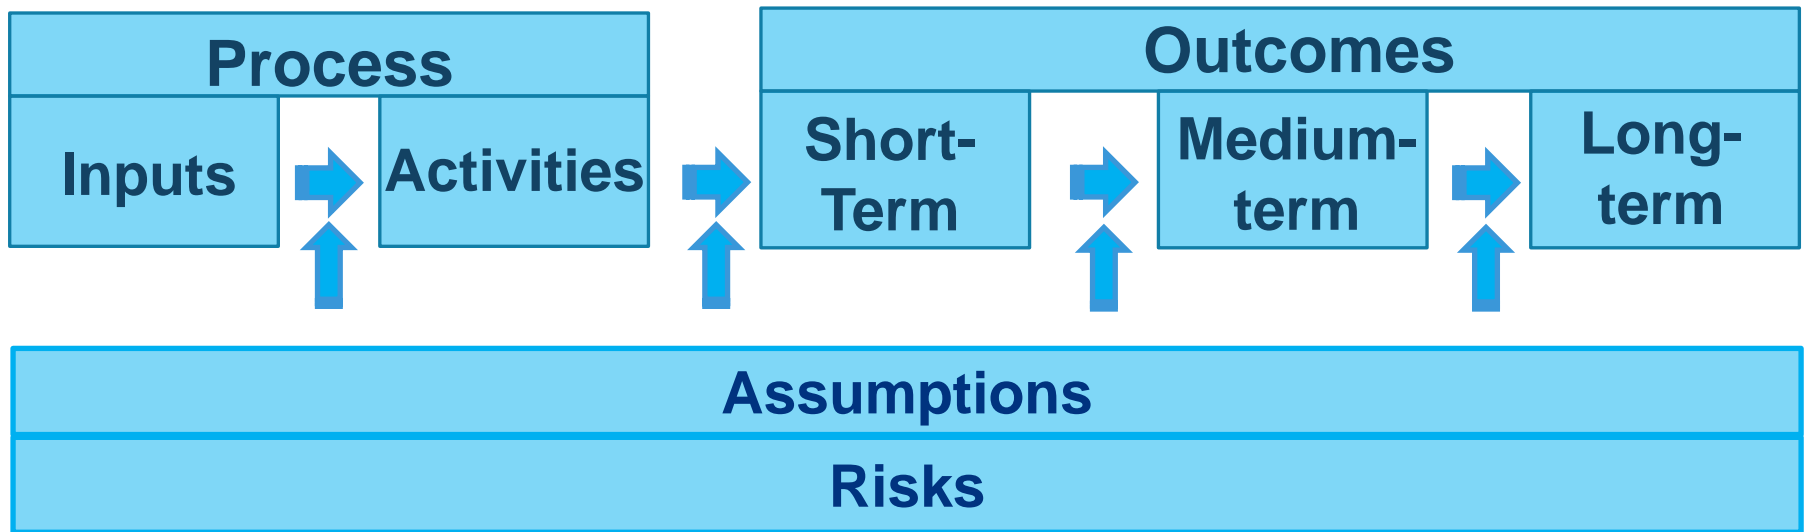 Process
Outcomes
Inputs
Activities
Short-
Term
Medium-
term
Long-
term
Assumptions
Risks